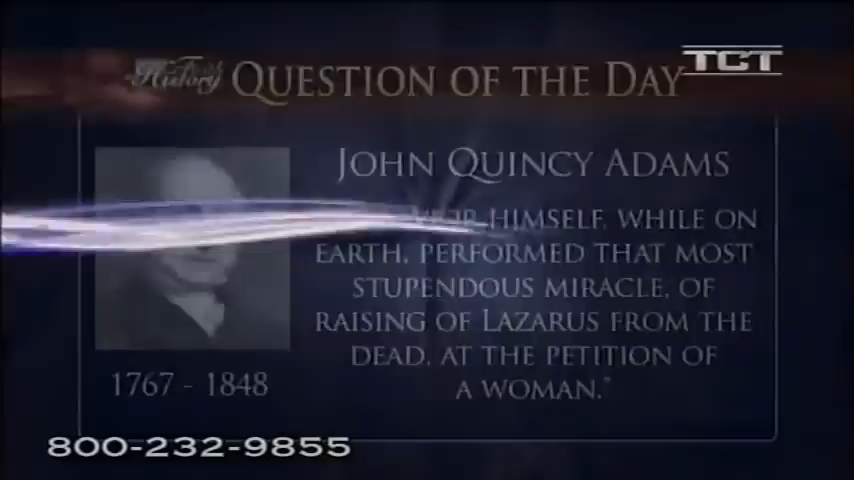 Faith & History QUESTION OF THE DAY
TCT
JOHN QUINCY ADAMS
HIMSELF, WHILE ON
EARTH, PERFORMED THAT MOST
STUPENDOUS MIRACLE, OF
RAISING OF LAZARUS FROM THE
DEAD, AT THE PETITION OF
A WOMAN."
1767 - 1848
800-232-9855